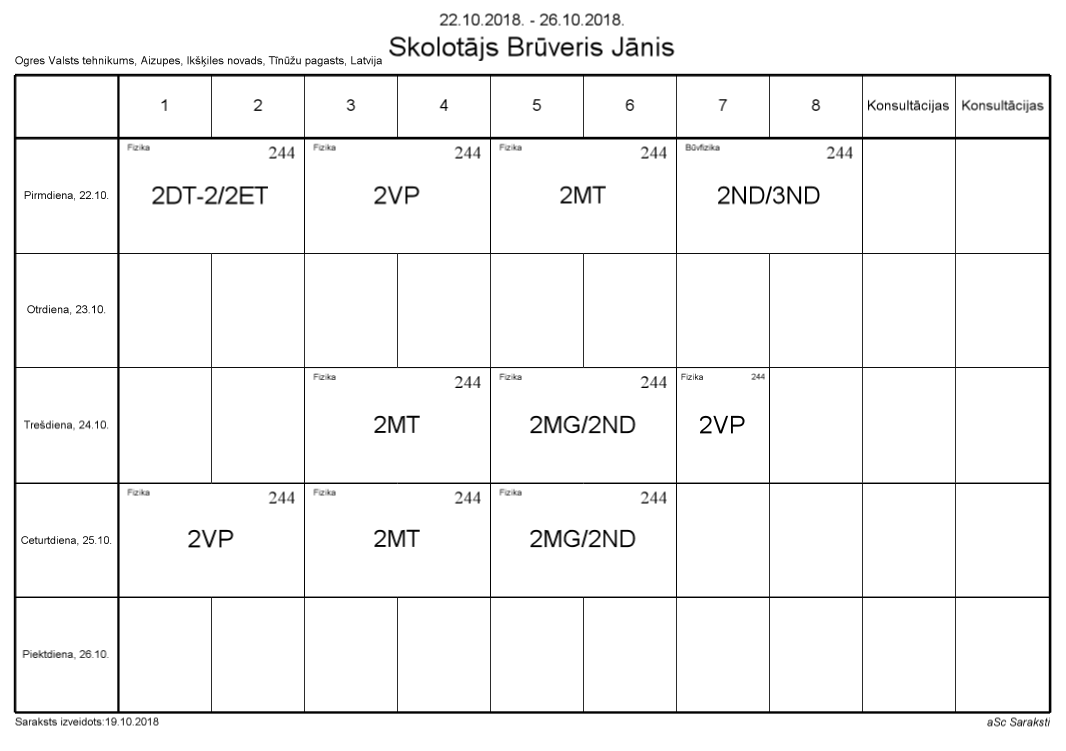 22.10.2018. - 26.10.2018.
Skolotājs Brūveris Jānis
Ogres Valsts tehnikums, Aizupes, Ikšķiles novads, Tīnūžu pagasts, Latvija
1 2 3 4 5 6 7 8 Konsultācijas Konsultācijas
Fizika 244 Fizika 244 Fizika 244 Būvfizika 244
Pirmdiena, 22.10. 2DT-2/2ET 2VP 2MT 2ND/3ND
Otrdiena, 23.10.
Fizika 244 Fizika 244 Fizika 244
Trešdiena, 24.10. 2MT 2MG/2ND 2VP
Fizika 244 Fizika 244 Fizika 244
Ceturtdiena, 25.10. 2VP 2MT 2MG/2ND
Piektdiena, 26.10.
Saraksts izveidots:19.10.2018 aSc Saraksti